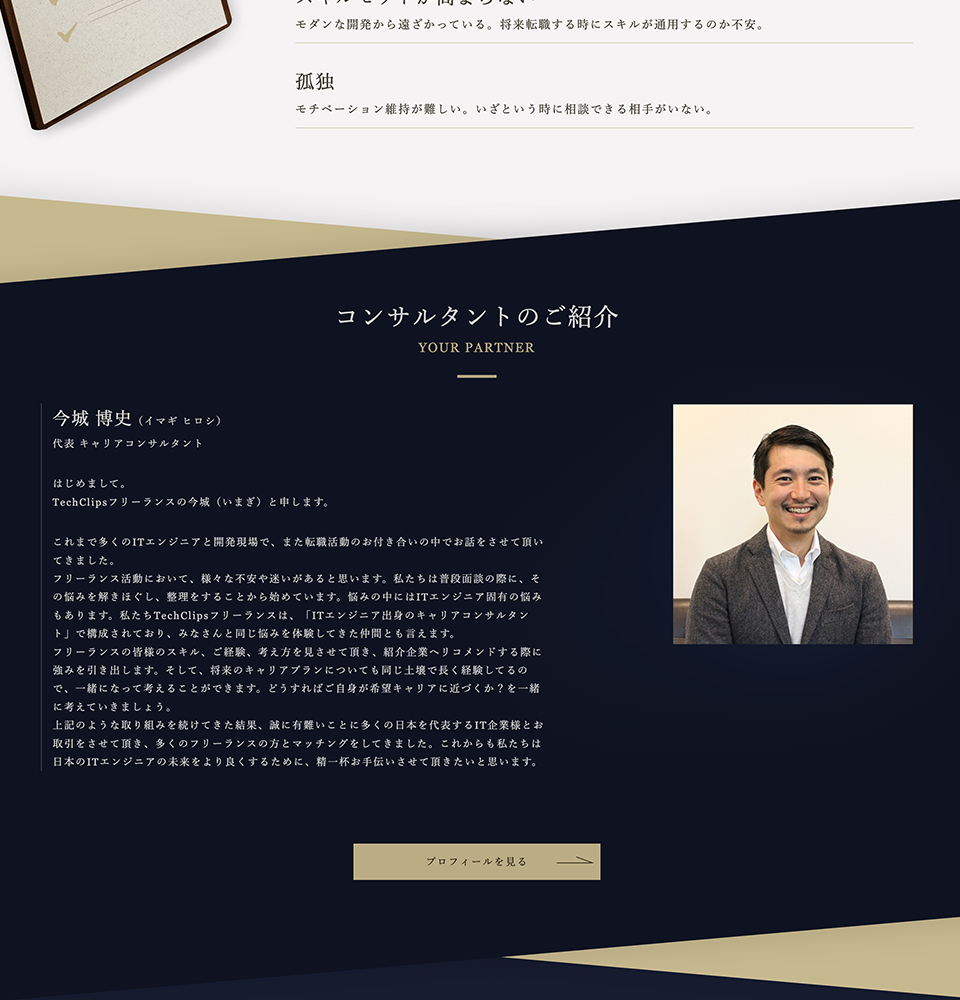 スキルセットが高まらない
モダンな開発から遠ざかっている。将来転職する時にスキルが通用するのか不安。
孤独
モチベーション維持が難しい。いざという時に相談できる相手がいない。
コンサルタントのご紹介
YOUR PARTNER
今城 博史（イマギ ヒロシ）
代表 キャリアコンサルタント
はじめまして。
TechClipsフリーランスの今城（いまぎ）と申します。
これまで多くのITエンジニアと開発現場で、また転職活動のお付き合いの中でお話をさせて頂い
てきました。
フリーランス活動において、様々な不安や迷いがあると思います。私たちは普段面談の際に、そ
の悩みを解きほぐし、整理をすることから始めています。悩みの中にはITエンジニア固有の悩み
もあります。私たちTechClipsフリーランスは、「ITエンジニア出身のキャリアコンサルタン
ト」で構成されており、みなさんと同じ悩みを体験してきた仲間とも言えます。
フリーランスの皆様のスキル、ご経験、考え方を見させて頂き、紹介企業へリコメンドする際に
強みを引き出します。そして、将来のキャリアプランについても同じ土壌で長く経験してるの
で、一緒になって考えることができます。どうすればご自身が希望キャリアに近づくか？を一緒
に考えていきましょう。
上記のような取り組みを続けてきた結果、誠に有難いことに多くの日本を代表するIT企業様とお
取引をさせて頂き、多くのフリーランスの方とマッチングをしてきました。これからも私たちは
日本のITエンジニアの未来をより良くするために、精一杯お手伝いさせて頂きたいと思います。
プロフィールを見る